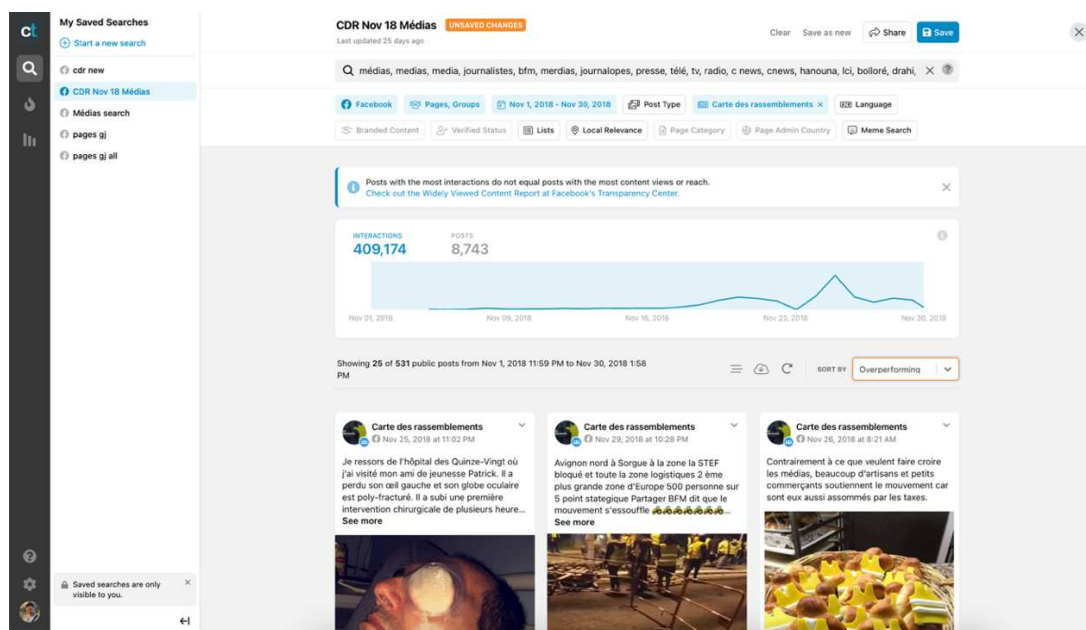 ct
My Saved Searches
Start a new search
cdr new
CDR Nov 18 Médias
Médias search
pages gj
pages gj all
Saved searches are only
visible to you.
CDR Nov 18 Médias UNSAVED CHANGES
Last updated 25 days ago
Clear Save as new Share Save
médias, medias, media, journalistes, bfm, merdias, journalopes, presse, télé, tv, radio, c news, cnews, hanouna, lci, bolloré, drahi,
Facebook Pages, Groups Nov 1, 2018 - Nov 30, 2018 Post Type Carte des rassemblements × Language
Branded Content Verified Status Lists Local Relevance Page Category Page Admin Country Meme Search
Posts with the most interactions do not equal posts with the most content views or reach.
Check out the Widely Viewed Content Report at Facebook's Transparency Center.
INTERACTIONS POSTS
409,174 8,743
Nov 01, 2018 Nov 09, 2018 Nov 16, 2018 Nov 23, 2018 Nov 30, 2018
Showing 25 of 531 public posts from Nov 1, 2018 11:59 PM to Nov 30, 2018 1:58
PM
SORT BY Overperforming
Carte des rassemblements
Nov 25, 2018 at 11:02 PM
Je ressors de l'hôpital des Quinze-Vingt où
j'ai visité mon ami de jeunesse Patrick. Il a
perdu son œil gauche et son globe oculaire
est poly-fracturé. Il a subi une première
intervention chirurgicale de plusieurs heure...
See more
Carte des rassemblements
Nov 29, 2018 at 10:28 PM
Avignon nord à Sorgue à la zone la STEF
bloqué et toute la zone logistiques 2 ème
plus grande zone d'Europe 500 personne sur
5 point stategique Partager BFM dit que le
mouvement s'essouffle ...
See more
Carte des rassemblements
Nov 26, 2018 at 8:21 AM
Contrairement à ce que veulent faire croire
les médias, beaucoup d'artisans et petits
commerçants soutiennent le mouvement car
sont eux aussi assommés par les taxes.